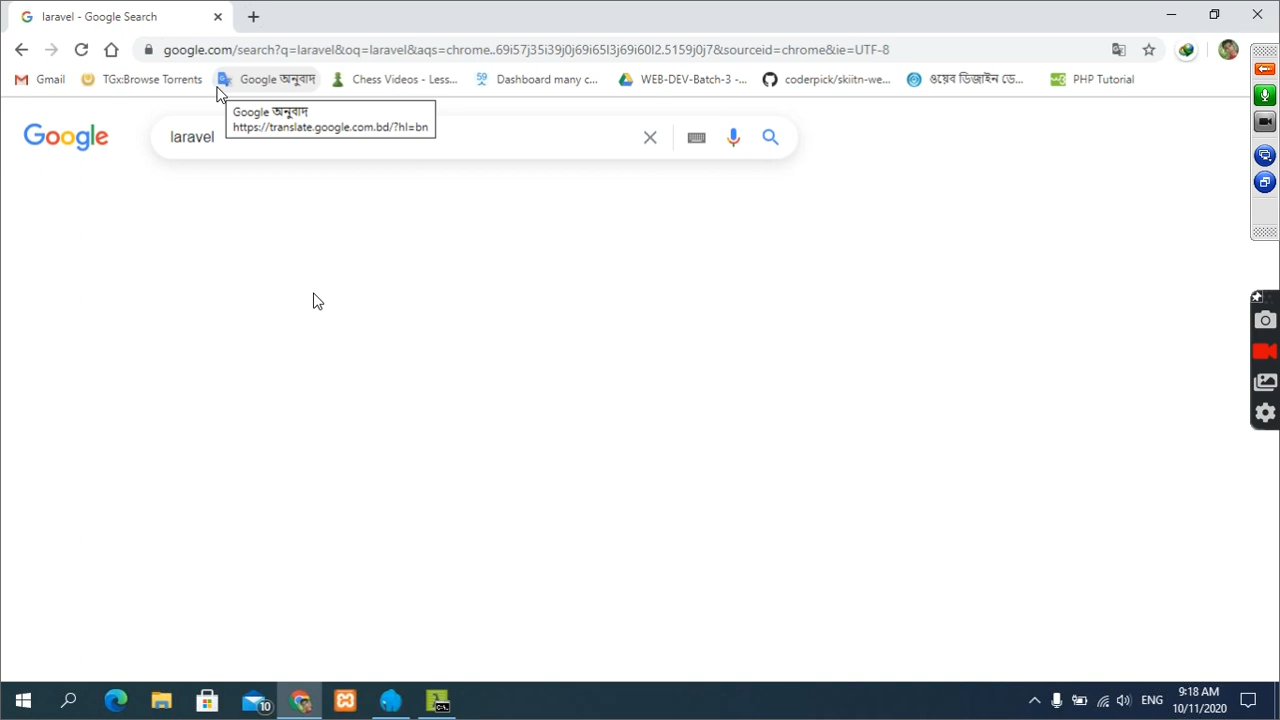 laravel - Google Search
google.com/search?q=laravel&oq=laravel&aqs=chrome..69i57j35i39j0j69i65l3j69i60l2.5159j0j7&sourceid=chrome&ie=UTF-8
Gmail TGx:Browse Torrents Google অনুবাদ Chess Videos - Less... Dashboard many c... WEB-DEV-Batch-3 -... coderpick/skiitn-we... ওয়েব ডিজাইন ডে... PHP Tutorial
Google অনুবাদ
https://translate.google.com.bd/?hl=bn
Google laravel
10 ENG 9:18 AM
10/11/2020